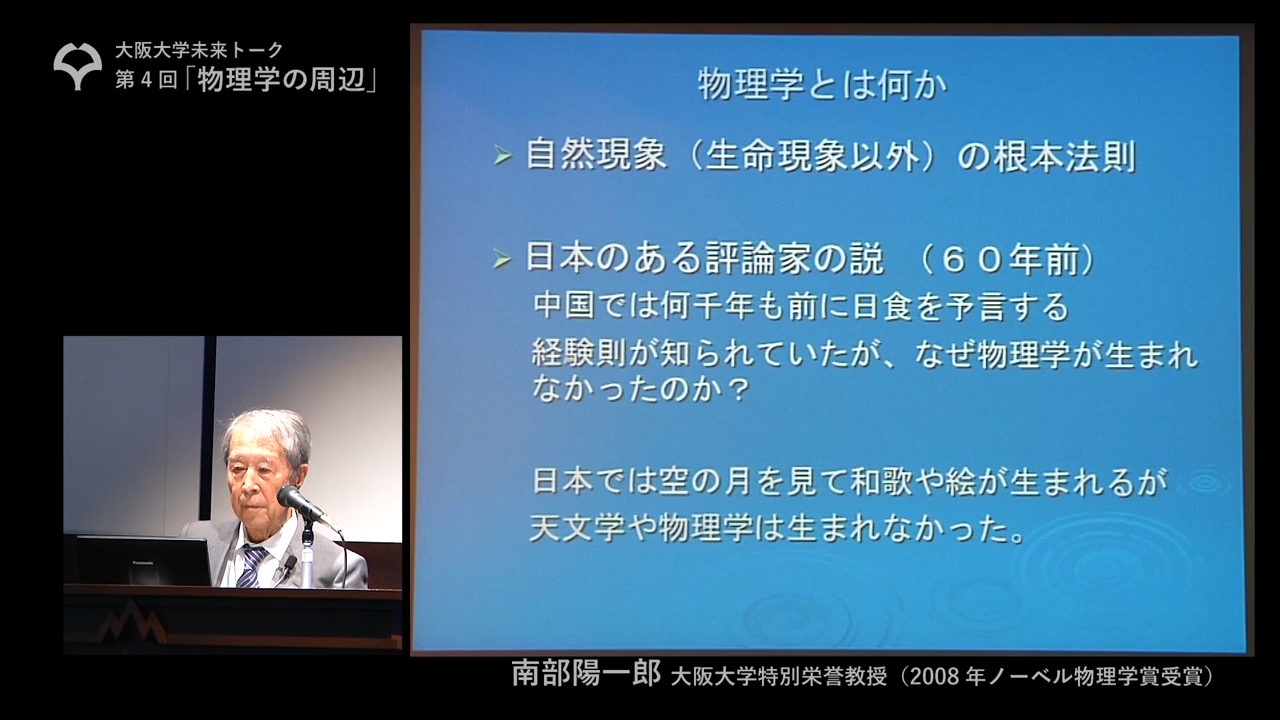 大阪大学未来トーク
第4回「物理学の周辺」
物理学とは何か
自然現象（生命現象以外）の根本法則
日本のある評論家の説　（６０年前）
中国では何千年も前に日食を予言する
経験則が知られていたが、なぜ物理学が生まれ
なかったのか？
日本では空の月を見て和歌や絵が生まれるが
天文学や物理学は生まれなかった。
Panasonic
南部陽一郎 大阪大学特別栄誉教授（2008年ノーベル物理学賞受賞）